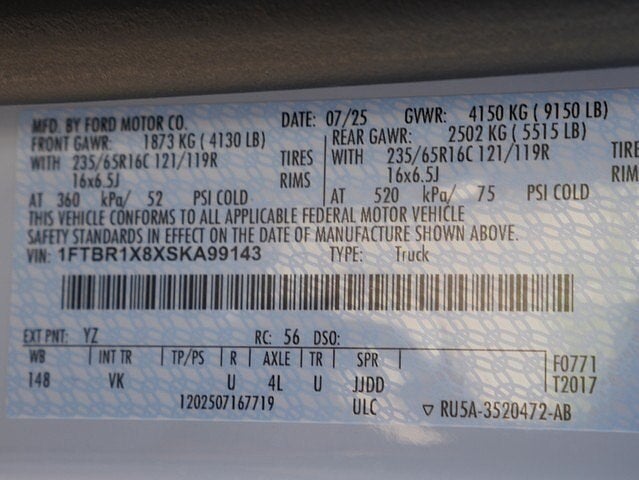 MFD. BY FORD MOTOR CO. DATE: 07/25 GVWR: 4150 KG ( 9150 LB)
FRONT GAWR: 1873 KG ( 4130 LB) REAR GAWR: 2502 KG ( 5515 LB)
WITH 235/65R16C 121/119R TIRES WITH 235/65R16C 121/119R TIRE
16x6.5J RIMS 16x6.5J RIMS
AT 360 kPa/ 52 PSI COLD AT 520 kPa/ 75 PSI COLD
THIS VEHICLE CONFORMS TO ALL APPLICABLE FEDERAL MOTOR VEHICLE
SAFETY STANDARDS IN EFFECT ON THE DATE OF MANUFACTURE SHOWN ABOVE.
VIN: 1FTBR1X8XSKA99143 TYPE: Truck
EXT PNT: YZ RC: 56 DSO:
WB INT TR TP/PS R AXLE TR SPR F0771
148 VK U 4L U JJDD T2017
1202507167719 ULC ▽ RU5A-3520472-AB